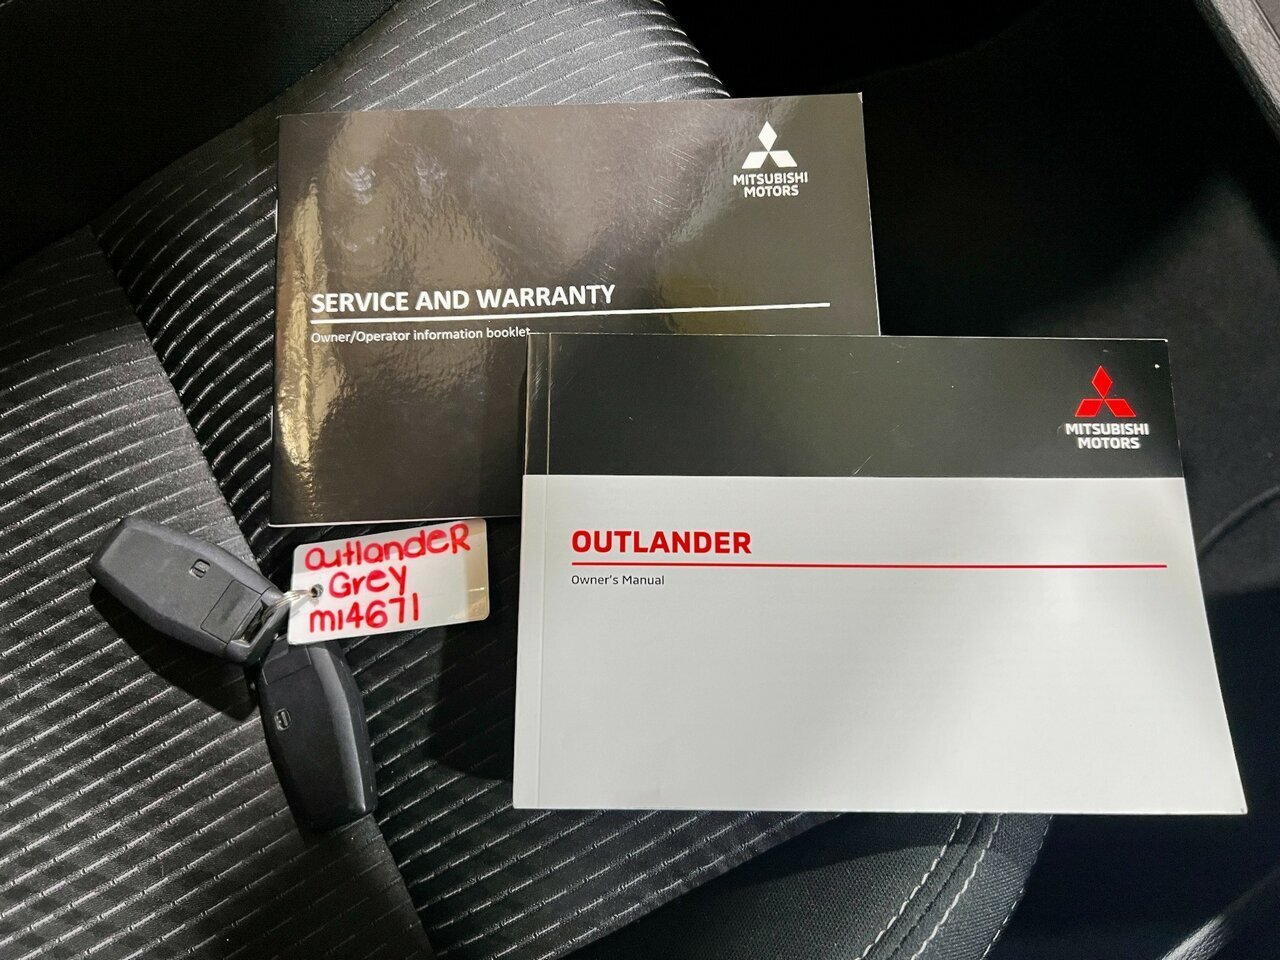 MITSUBISHI
MOTORS
SERVICE AND WARRANTY
Owner/Operator information booklet
MITSUBISHI
MOTORS
OUTLANDER
Owner's Manual
OutlandeR
Grey
m14671